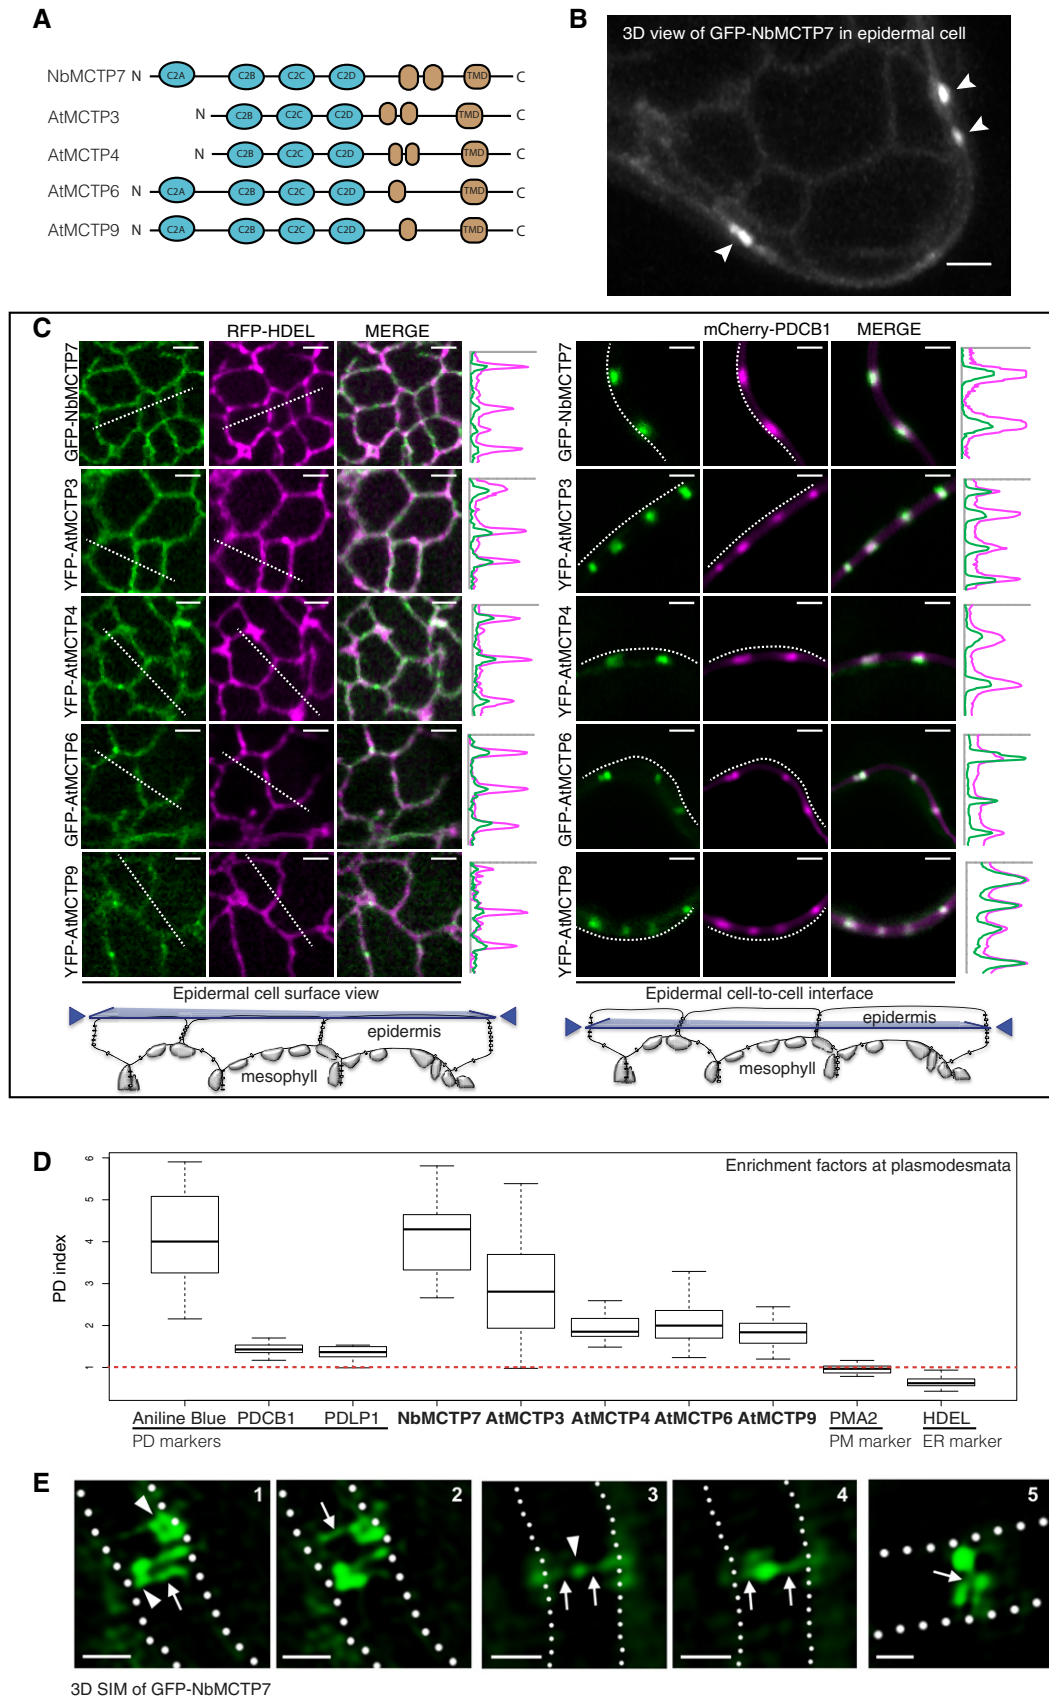 A
NbMCTP7 N C2A C2B C2C C2D TMD C
AtMCTP3 N C2B C2C C2D TMD C
AtMCTP4 N C2B C2C C2D TMD C
AtMCTP6 N C2A C2B C2C C2D TMD C
AtMCTP9 N C2A C2B C2C C2D TMD C
B
3D view of GFP-NbMCTP7 in epidermal cell
C
RFP-HDEL MERGE
GFP-NbMCTP7
YFP-AtMCTP3
YFP-AtMCTP4
GFP-AtMCTP6
YFP-AtMCTP9
Epidermal cell surface view
epidermis
mesophyll
mCherry-PDCB1 MERGE
GFP-NbMCTP7
YFP-AtMCTP3
YFP-AtMCTP4
GFP-AtMCTP6
YFP-AtMCTP9
Epidermal cell-to-cell interface
epidermis
mesophyll
D
Enrichment factors at plasmodesmata
PD index
6
5
4
3
2
1
Aniline Blue PDCB1 PDLP1 NbMCTP7 AtMCTP3 AtMCTP4 AtMCTP6 AtMCTP9 PMA2 HDEL
PD markers PM marker ER marker
E
1 2 3 4 5
3D SIM of GFP-NbMCTP7